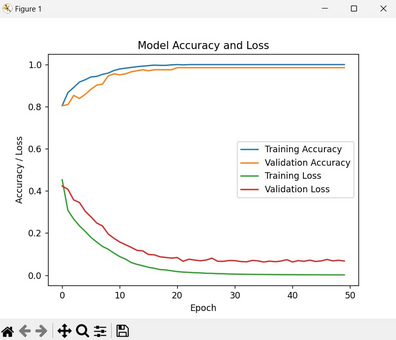 Figure 1
Model Accuracy and Loss
1.0
0.8
0.6
0.4
0.2
0.0
Accuracy / Loss
Training Accuracy
Validation Accuracy
Training Loss
Validation Loss
0 10 20 30 40 50
Epoch